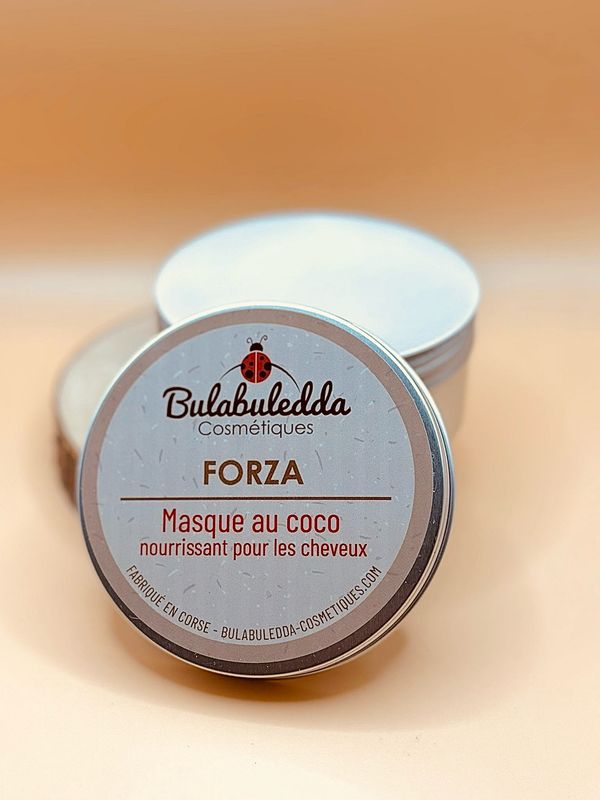 Bulabuledda
Cosmétiques
FORZA
Masque au coco
nourrissant pour les cheveux
FABRIQUÉ EN CORSE - BULABULEDDA-COSMETIQUES.COM